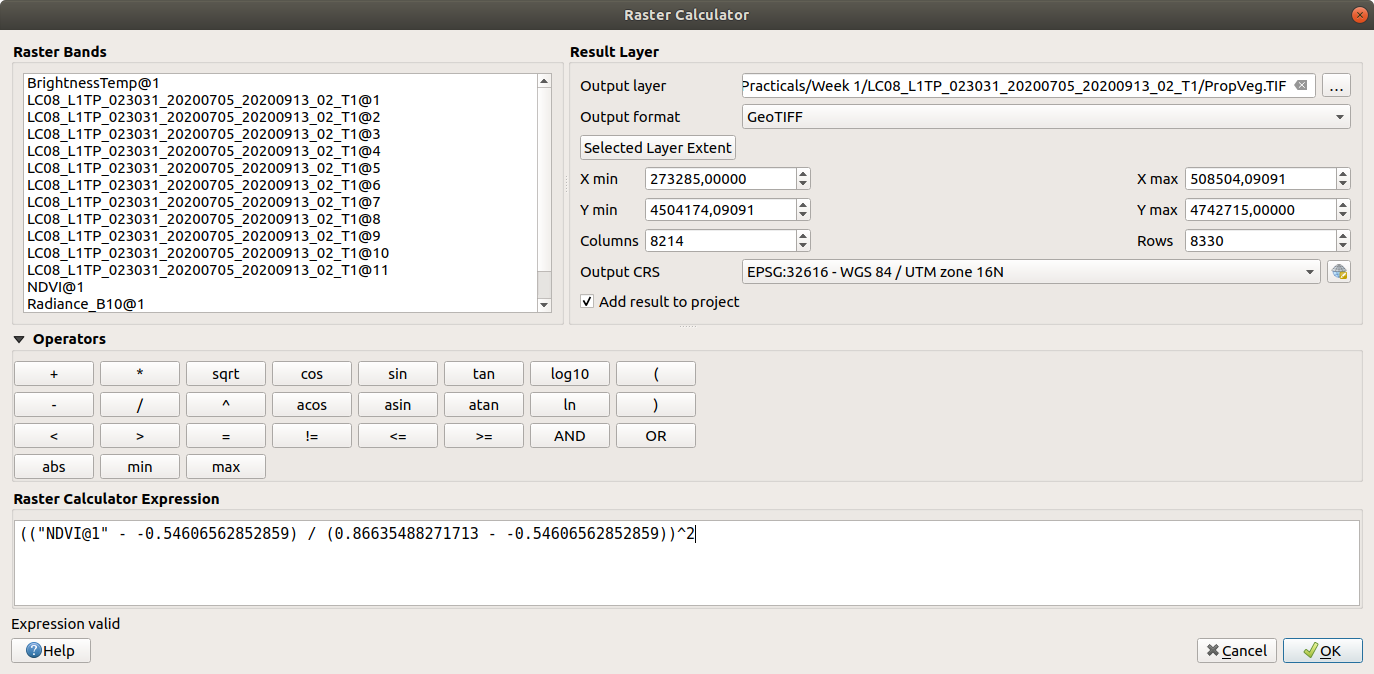 Raster Calculator
Raster Bands
BrightnessTemp@1
LC08_L1TP_023031_20200705_20200913_02_T1@1
LC08_L1TP_023031_20200705_20200913_02_T1@2
LC08_L1TP_023031_20200705_20200913_02_T1@3
LC08_L1TP_023031_20200705_20200913_02_T1@4
LC08_L1TP_023031_20200705_20200913_02_T1@5
LC08_L1TP_023031_20200705_20200913_02_T1@6
LC08_L1TP_023031_20200705_20200913_02_T1@7
LC08_L1TP_023031_20200705_20200913_02_T1@8
LC08_L1TP_023031_20200705_20200913_02_T1@9
LC08_L1TP_023031_20200705_20200913_02_T1@10
LC08_L1TP_023031_20200705_20200913_02_T1@11
NDVI@1
Radiance_B10@1
Result Layer
Output layer Practicals/Week 1/LC08_L1TP_023031_20200705_20200913_02_T1/PropVeg.TIF ...
Output format GeoTIFF
Selected Layer Extent
X min 273285,00000 X max 508504,09091
Y min 4504174,09091 Y max 4742715,00000
Columns 8214 Rows 8330
Output CRS EPSG:32616 - WGS 84 / UTM zone 16N
Add result to project
Operators
+ * sqrt cos sin tan log10 (
- / ^ acos asin atan ln )
< > = != <= >= AND OR
abs min max
Raster Calculator Expression
(("NDVI@1" - -0.54606562852859) / (0.86635488271713 - -0.54606562852859))^2
Expression valid
Help Cancel OK